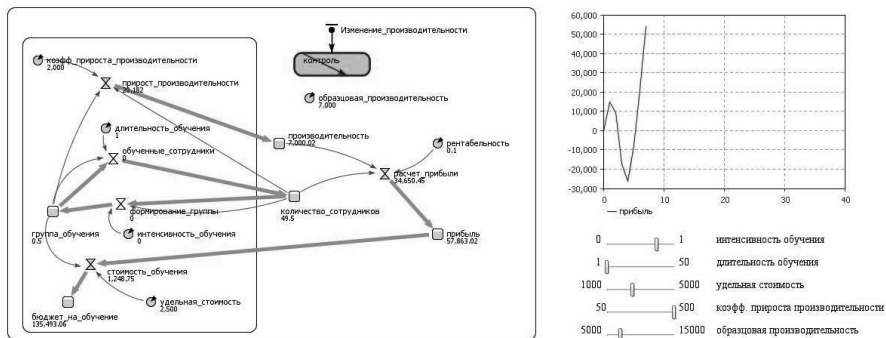 Изменение_производительности
контроль
коэфф_прироста_производительности
2.000
прирост_производительности
20.182
образцовая_производительность
7.000
длительность_обучения
1
обученные_сотрудники
0
производительность
7.000.02
рентабельность
0.1
расчет_прибыли
34.650.45
группа_обучения
0.5
формирование_группы
0
количество_сотрудников
49.5
интенсивность_обучения
0
прибыль
57.863.02
стоимость_обучения
1,248.75
удельная_стоимость
2,500
бюджет_на_обучение
135,493.06
60,000
50,000
40,000
30,000
20,000
10,000
0
-10,000
-20,000
-30,000
0 10 20 30 40
прибыль
0 1 интенсивность обучения
1 50 длительность обучения
1000 5000 удельная стоимость
50 500 коэфф. прироста производительности
5000 15000 образцовая производительность